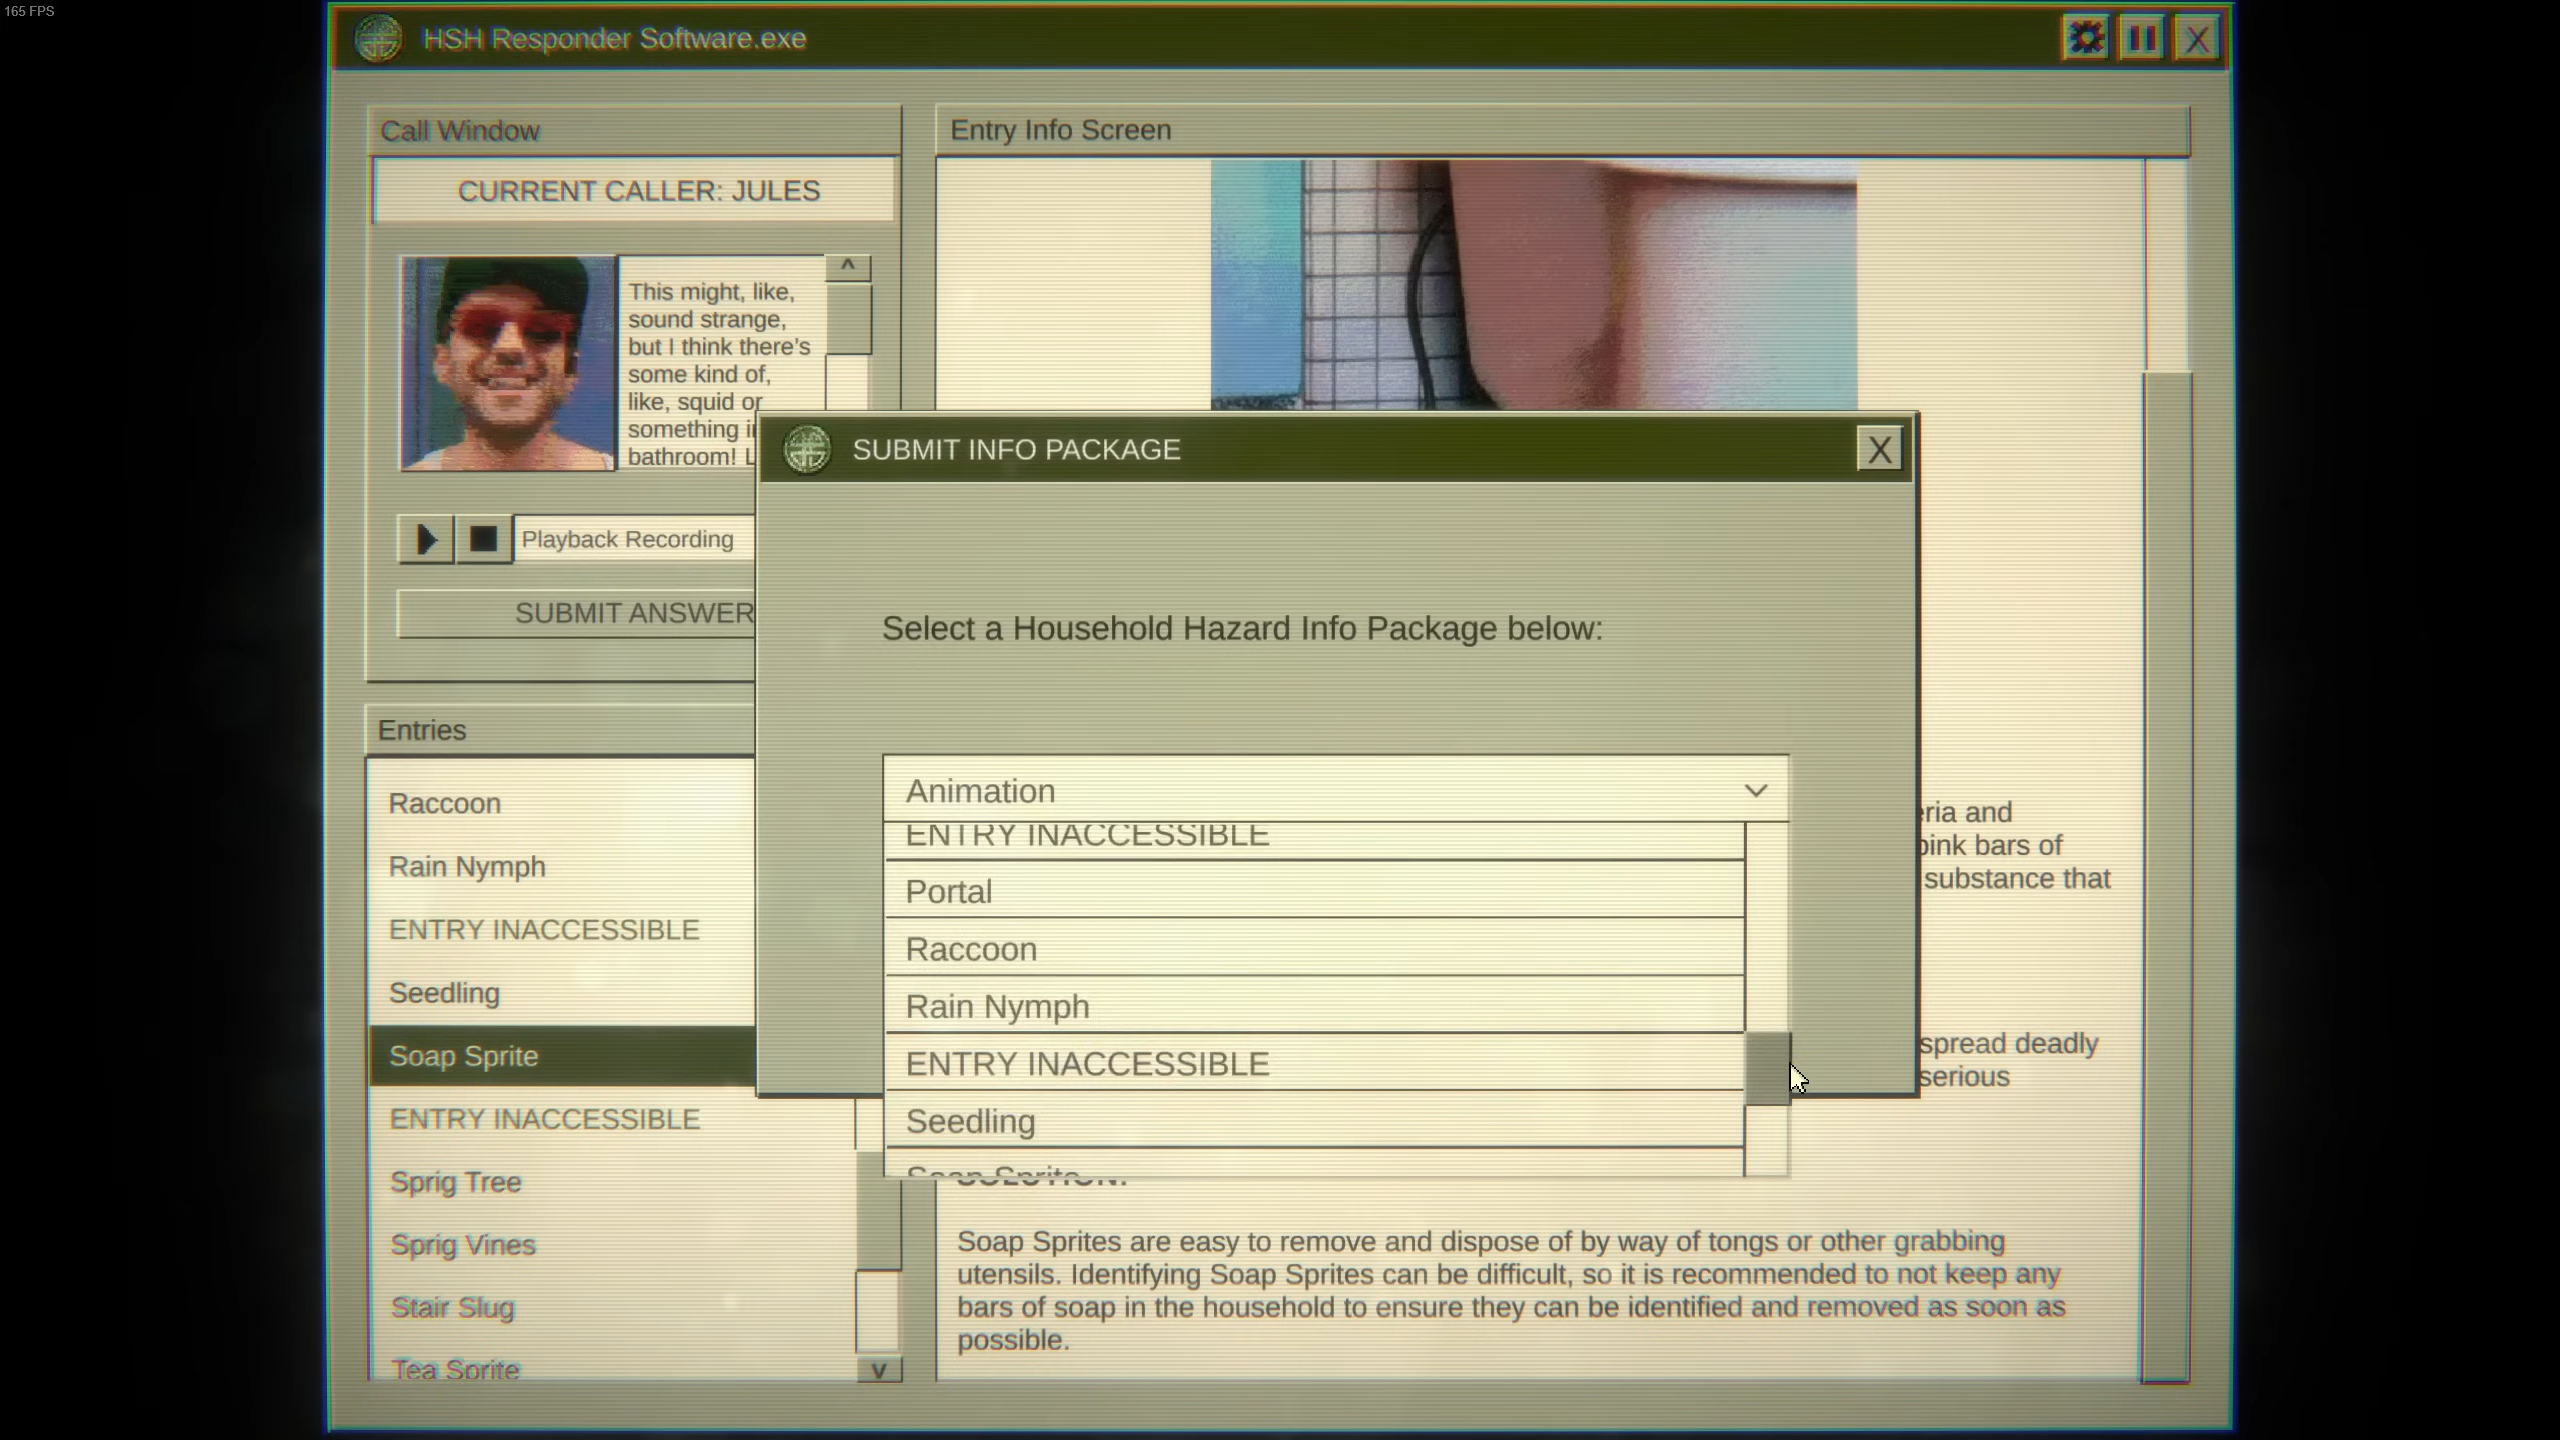 165 FPS
HSH Responder Software.exe
X
Call Window
CURRENT CALLER: JULES
This might, like,
sound strange,
but I think there's
some kind of,
like, squid or
something
bathroom!
Playback Recording
SUBMIT ANSWER
Entries
Raccoon
Rain Nymph
ENTRY INACCESSIBLE
Seedling
Soap Sprite
ENTRY INACCESSIBLE
Sprig Tree
Sprig Vines
Stair Slug
Tea Sprite
Entry Info Screen
SUBMIT INFO PACKAGE
X
Select a Household Hazard Info Package below:
Animation
ENTRY INACCESSIBLE
Portal
Raccoon
Rain Nymph
ENTRY INACCESSIBLE
Seedling
Soap Sprite
and
bars of
substance that
spread deadly
serious
SOLUTION:
Soap Sprites are easy to remove and dispose of by way of tongs or other grabbing
utensils. Identifying Soap Sprites can be difficult, so it is recommended to not keep any
bars of soap in the household to ensure they can be identified and removed as soon as
possible.